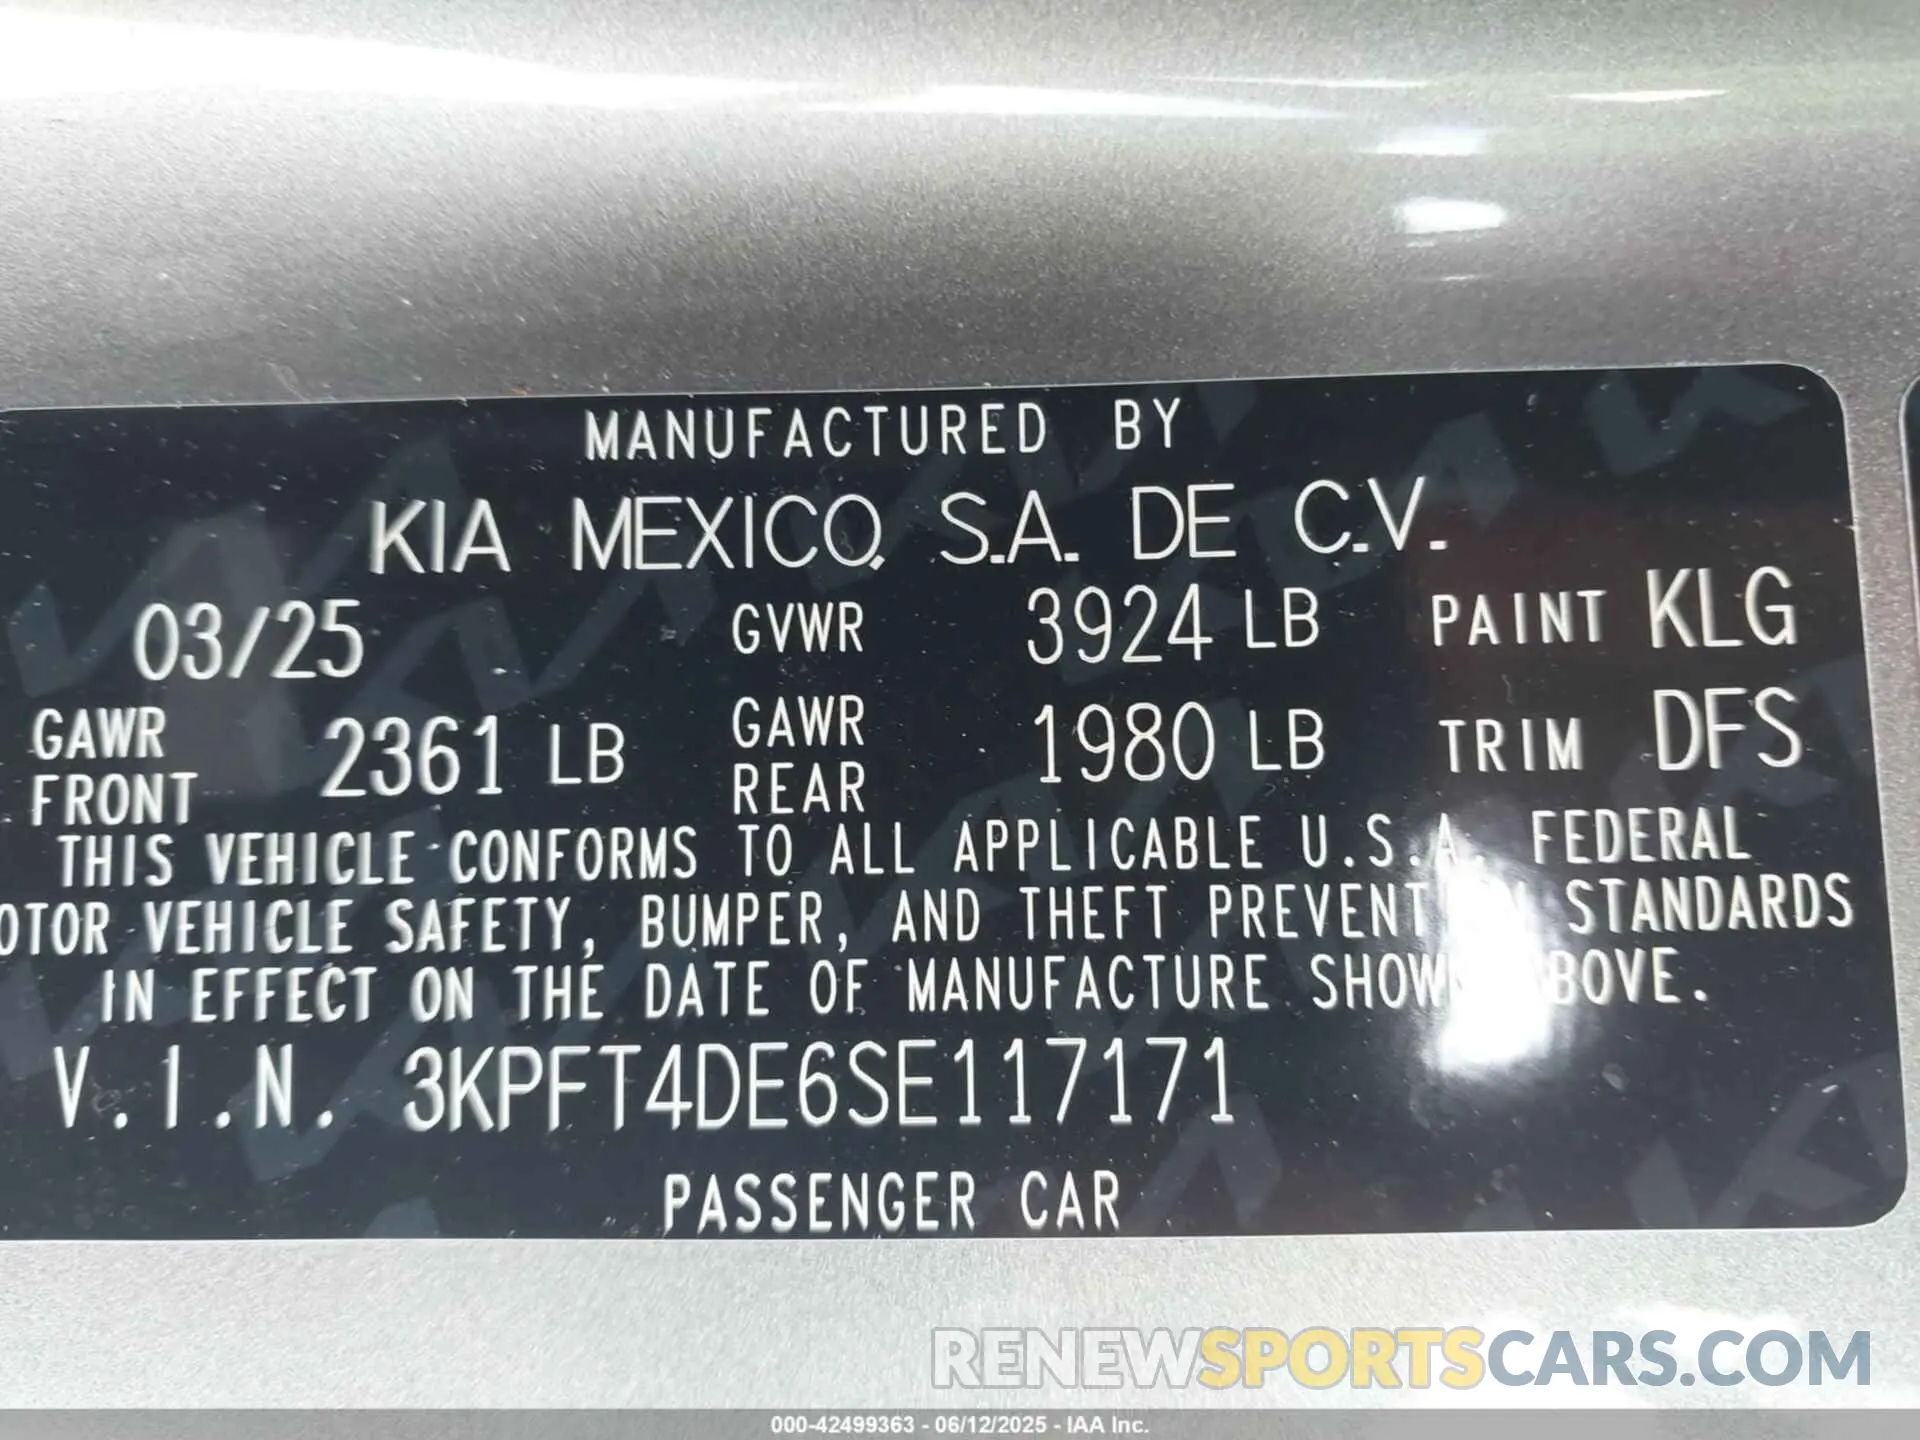 MANUFACTURED BY
KIA MEXICO, S.A. DE C.V.
03/25 GVWR 3924 LB PAINT KLG
GAWR FRONT 2361 LB GAWR REAR 1980 LB TRIM DFS
THIS VEHICLE CONFORMS TO ALL APPLICABLE U.S.A. FEDERAL
VEHICLE SAFETY, BUMPER, AND THEFT STANDARDS
IN EFFECT ON THE DATE OF MANUFACTURE
V.I.N. 3KPFT4DE6SE117171
PASSENGER CAR
RENEWSPORTSCARS.COM
000-42499363 - 06/12/2025 - IAA Inc.